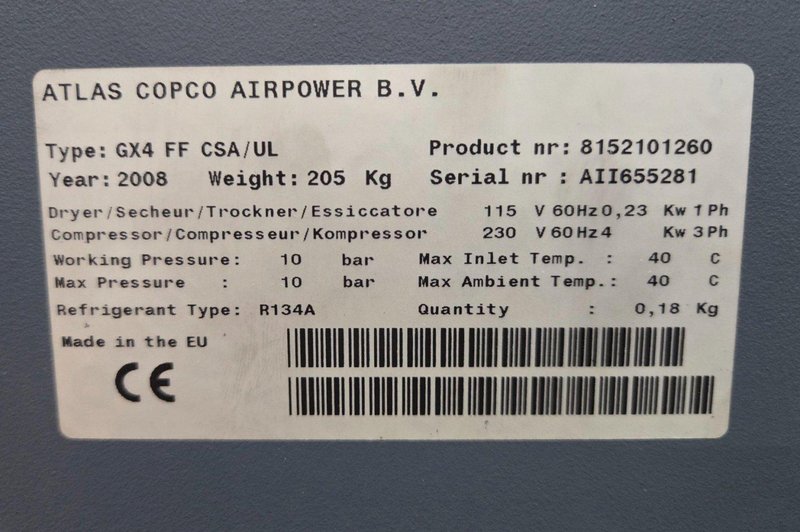 ATLAS COPCO AIRPOWER B.V.
Type: GX4 FF CSA/UL Product nr: 8152101260
Year: 2008 Weight: 205 Kg Serial nr : AII655281
Dryer/Secheur/Trockner/Essiccatore 115 V 60Hz 0,23 Kw 1 Ph
Compressor/Compresseur/Kompressor 230 V 60Hz 4 Kw 3 Ph
Working Pressure: 10 bar Max Inlet Temp. : 40 C
Max Pressure : 10 bar Max Ambient Temp.: 40 C
Refrigerant Type: R134A Quantity : 0,18 Kg
Made in the EU
CE